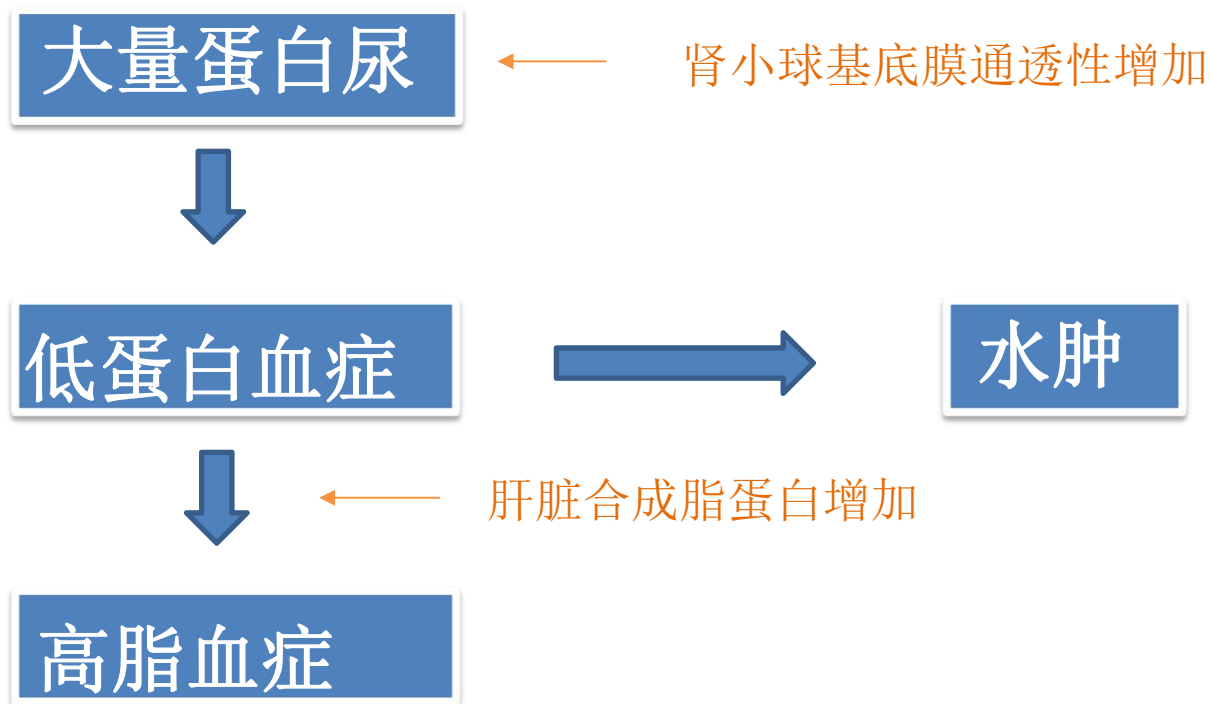 大量蛋白尿
肾小球基底膜通透性增加
低蛋白血症
水肿
肝脏合成脂蛋白增加
高脂血症